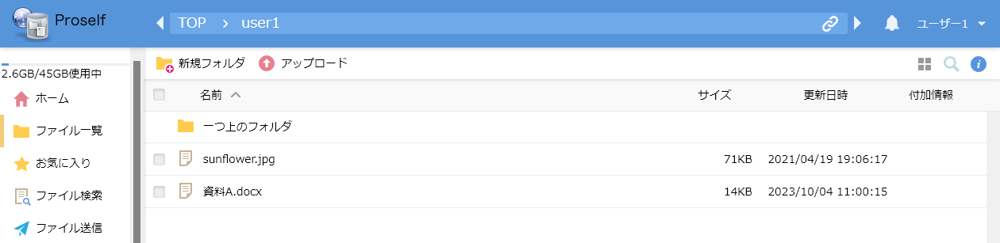 Proself
TOP user1
ユーザー1
2.6GB/45GB使用中
ホーム
ファイル一覧
お気に入り
ファイル検索
ファイル送信
新規フォルダ アップロード
名前 サイズ 更新日時 付加情報
一つ上のフォルダ
sunflower.jpg 71KB 2021/04/19 19:06:17
資料A.docx 14KB 2023/10/04 11:00:15